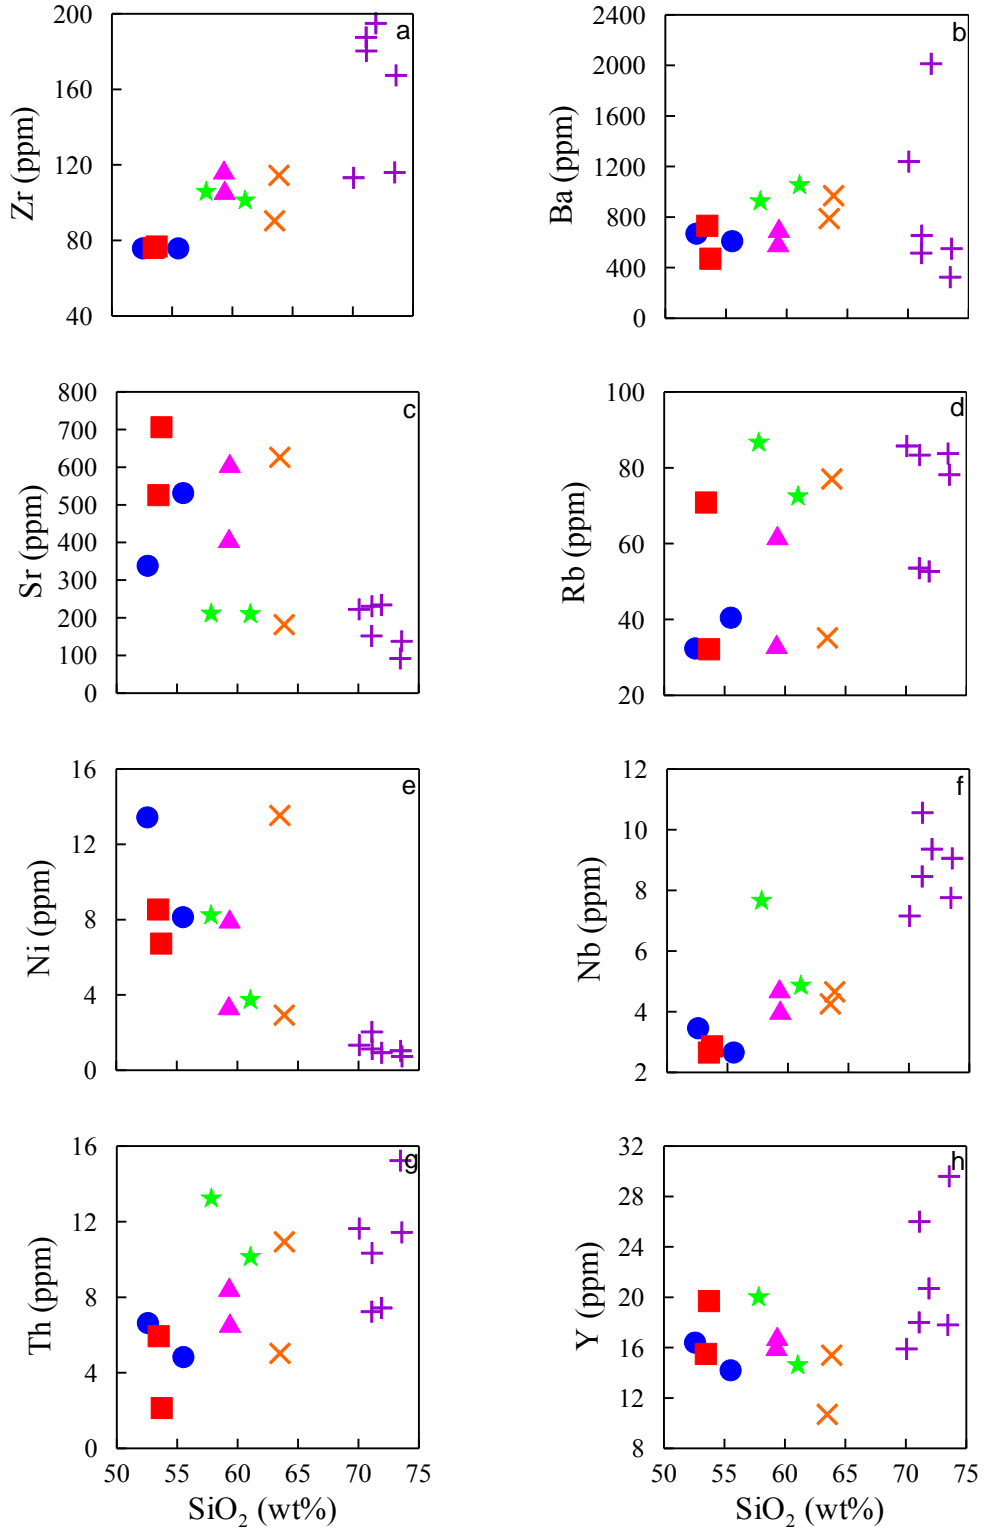 200
160
120
80
40
Zr (ppm)
a
2400
2000
1600
1200
800
400
0
Ba (ppm)
b
800
700
600
500
400
300
200
100
0
Sr (ppm)
c
100
80
60
40
20
Rb (ppm)
d
16
12
8
4
0
Ni (ppm)
e
12
10
8
6
4
2
Nb (ppm)
f
16
12
8
4
0
Th (ppm)
g
50 55 60 65 70 75
SiO₂ (wt%)
32
28
24
20
16
12
8
Y (ppm)
h
50 55 60 65 70 75
SiO₂ (wt%)